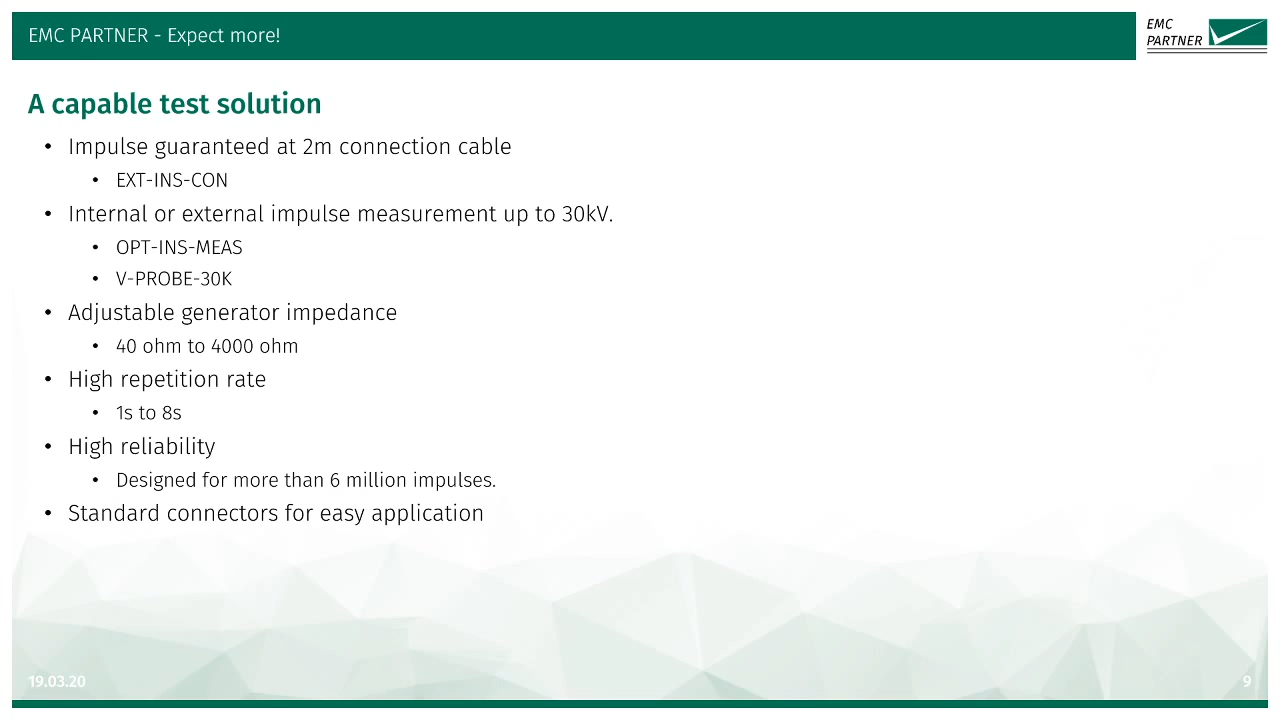 EMC PARTNER - Expect more!
EMC
PARTNER
A capable test solution
• Impulse guaranteed at 2m connection cable
• EXT-INS-CON
• Internal or external impulse measurement up to 30kV.
• OPT-INS-MEAS
• V-PROBE-30K
• Adjustable generator impedance
• 40 ohm to 4000 ohm
• High repetition rate
• 1s to 8s
• High reliability
• Designed for more than 6 million impulses.
• Standard connectors for easy application
19.03.20
9